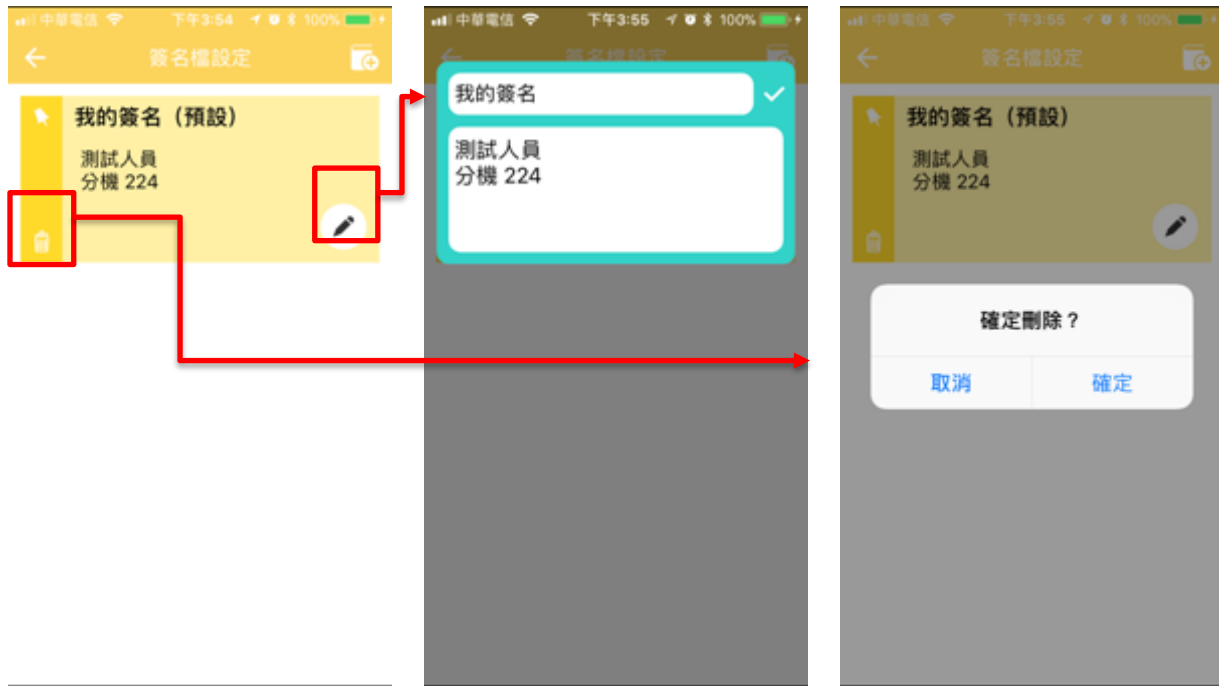 中華電信 下午3:54 100%
簽名檔設定
我的簽名（預設）
測試人員
分機 224
中華電信 下午3:55 100%
簽名檔設定
我的簽名
測試人員
分機 224
中華電信 下午3:55 100%
簽名檔設定
我的簽名（預設）
測試人員
分機 224
確定刪除？
取消 確定